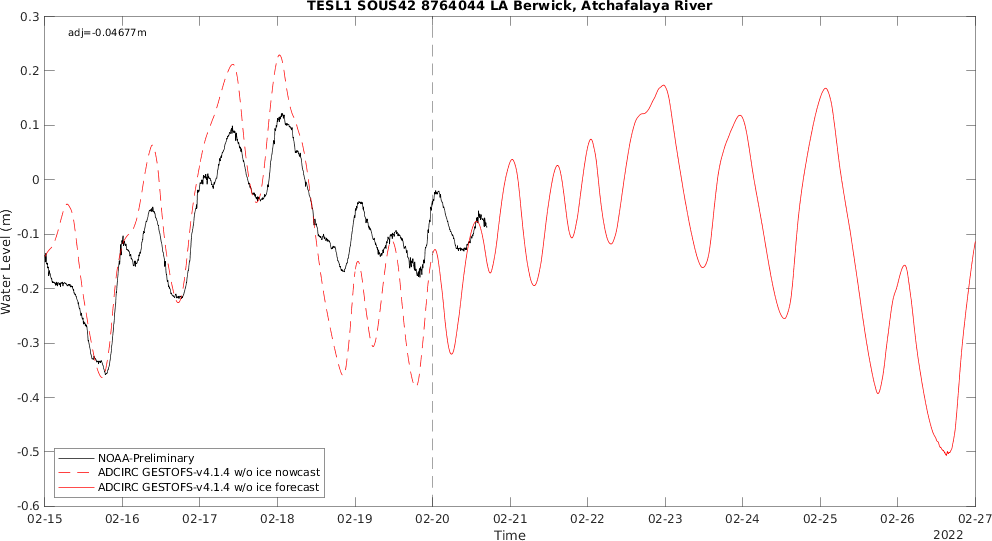 TESL1 SOUS42 8764044 LA Berwick, Atchafalaya River
adj=-0.04677m
0.3
0.2
0.1
0
-0.1
-0.2
-0.3
-0.4
-0.5
-0.6
Water Level (m)
NOAA-Preliminary
ADCIRC GESTOFS-v4.1.4 w/o ice nowcast
ADCIRC GESTOFS-v4.1.4 w/o ice forecast
02-15 02-16 02-17 02-18 02-19 02-20 02-21 02-22 02-23 02-24 02-25 02-26 02-27
Time
2022